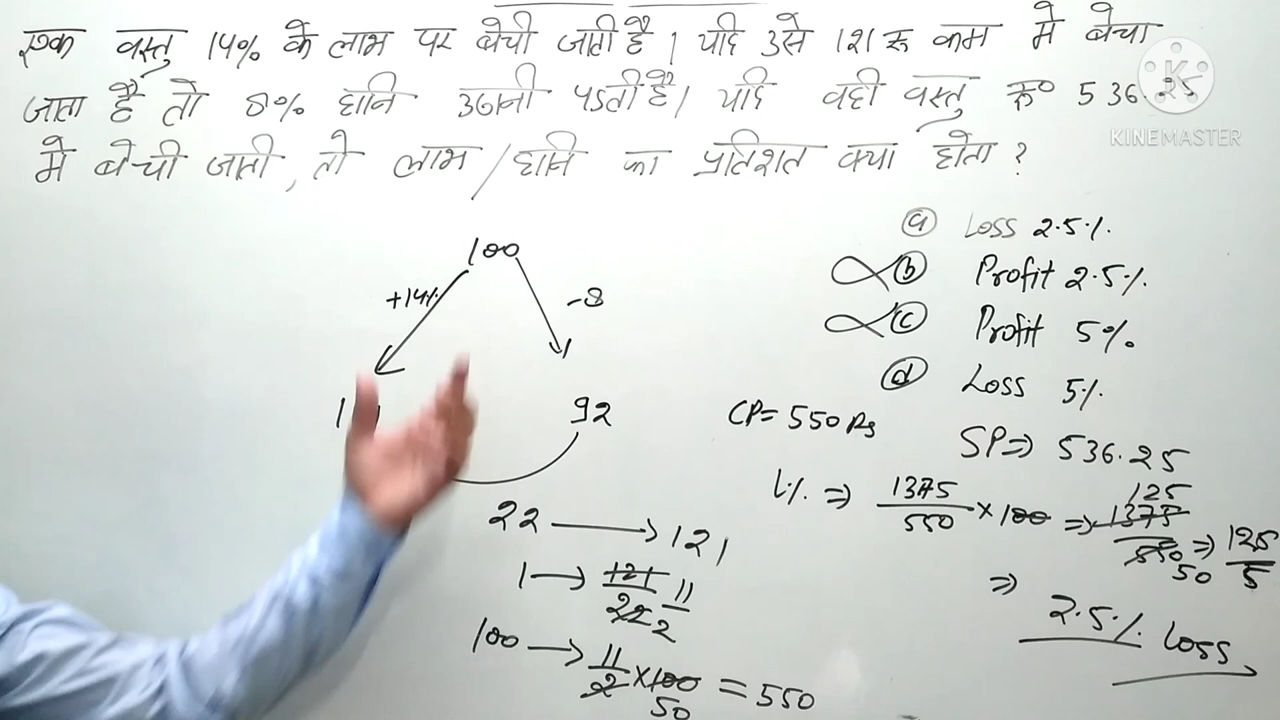 एक वस्तु 14% के लाभ पर बेची जाती है। यदि उसे 121 रु कम मे बेचा
जाता है तो 8% हानि उठानी पडती है। यदि वही वस्तु रु० 536.25
मे बेची जाती, तो लाभ/हानि का प्रतिशत क्या होता?
KINEMASTER
(a) Loss 2.5%
(b) Profit 2.5%
(c) Profit 5%
(d) Loss 5%
100
+14% -8
92
22 → 121
1 → 121/22 11/2
100 → 11/2 × 100 = 550
50
CP = 550 Rs
SP ⇒ 536.25
L% ⇒ 1375/550 × 100 ⇒ 1375/550 ⇒ 125/5
125
50
⇒ 2.5% Loss